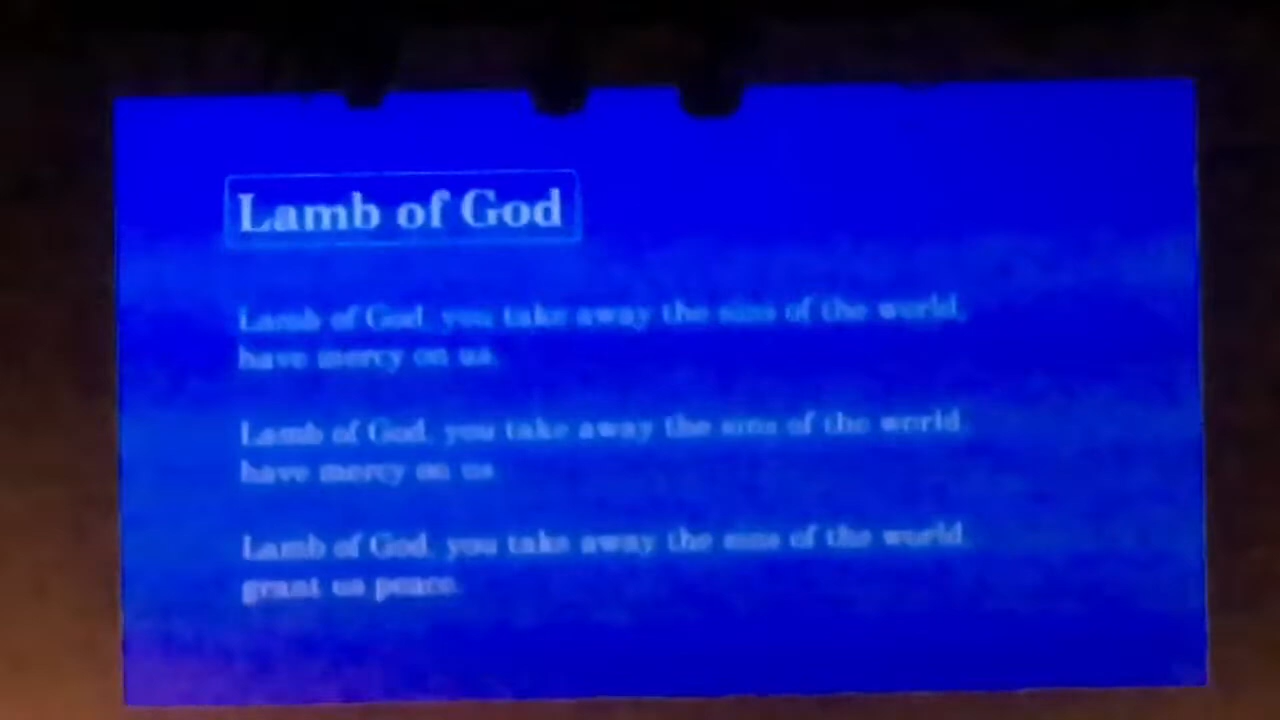 Lamb of God
Lamb of God, you take away the sins of the world,
have mercy on us.
Lamb of God, you take away the sins of the world,
have mercy on us.
Lamb of God, you take away the sins of the world,
grant us peace.